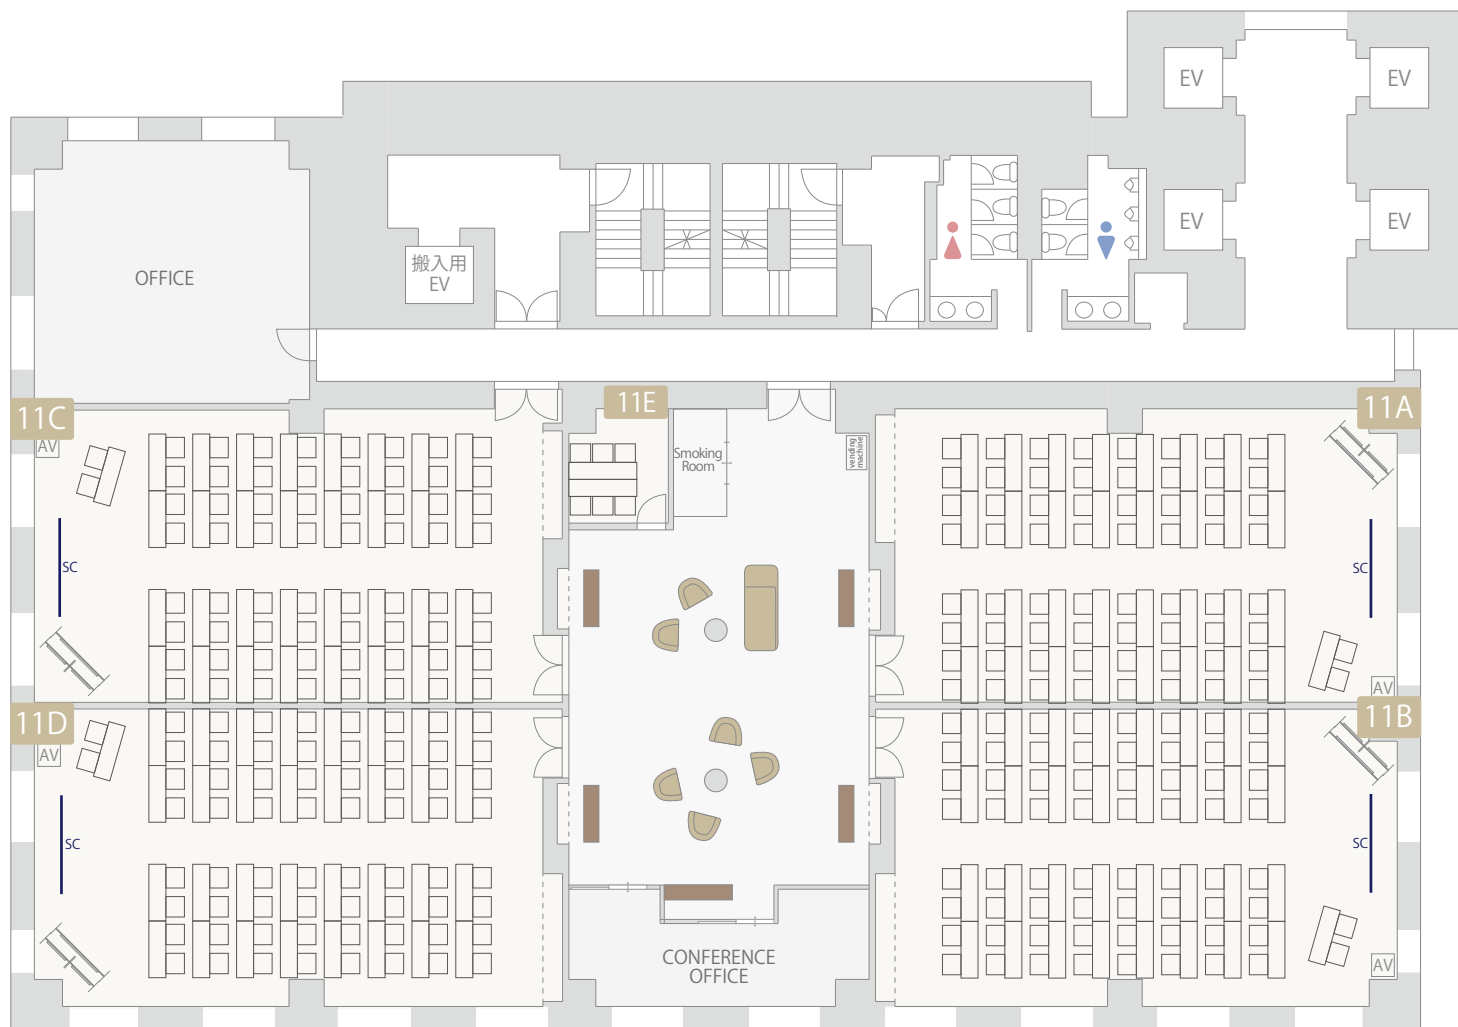 EV
EV
EV
EV
搬入用
EV
OFFICE
11C
11E
11A
AV
Smoking
Room
vending
machine
SC
SC
AV
11D
11B
AV
SC
SC
CONFERENCE
OFFICE
AV